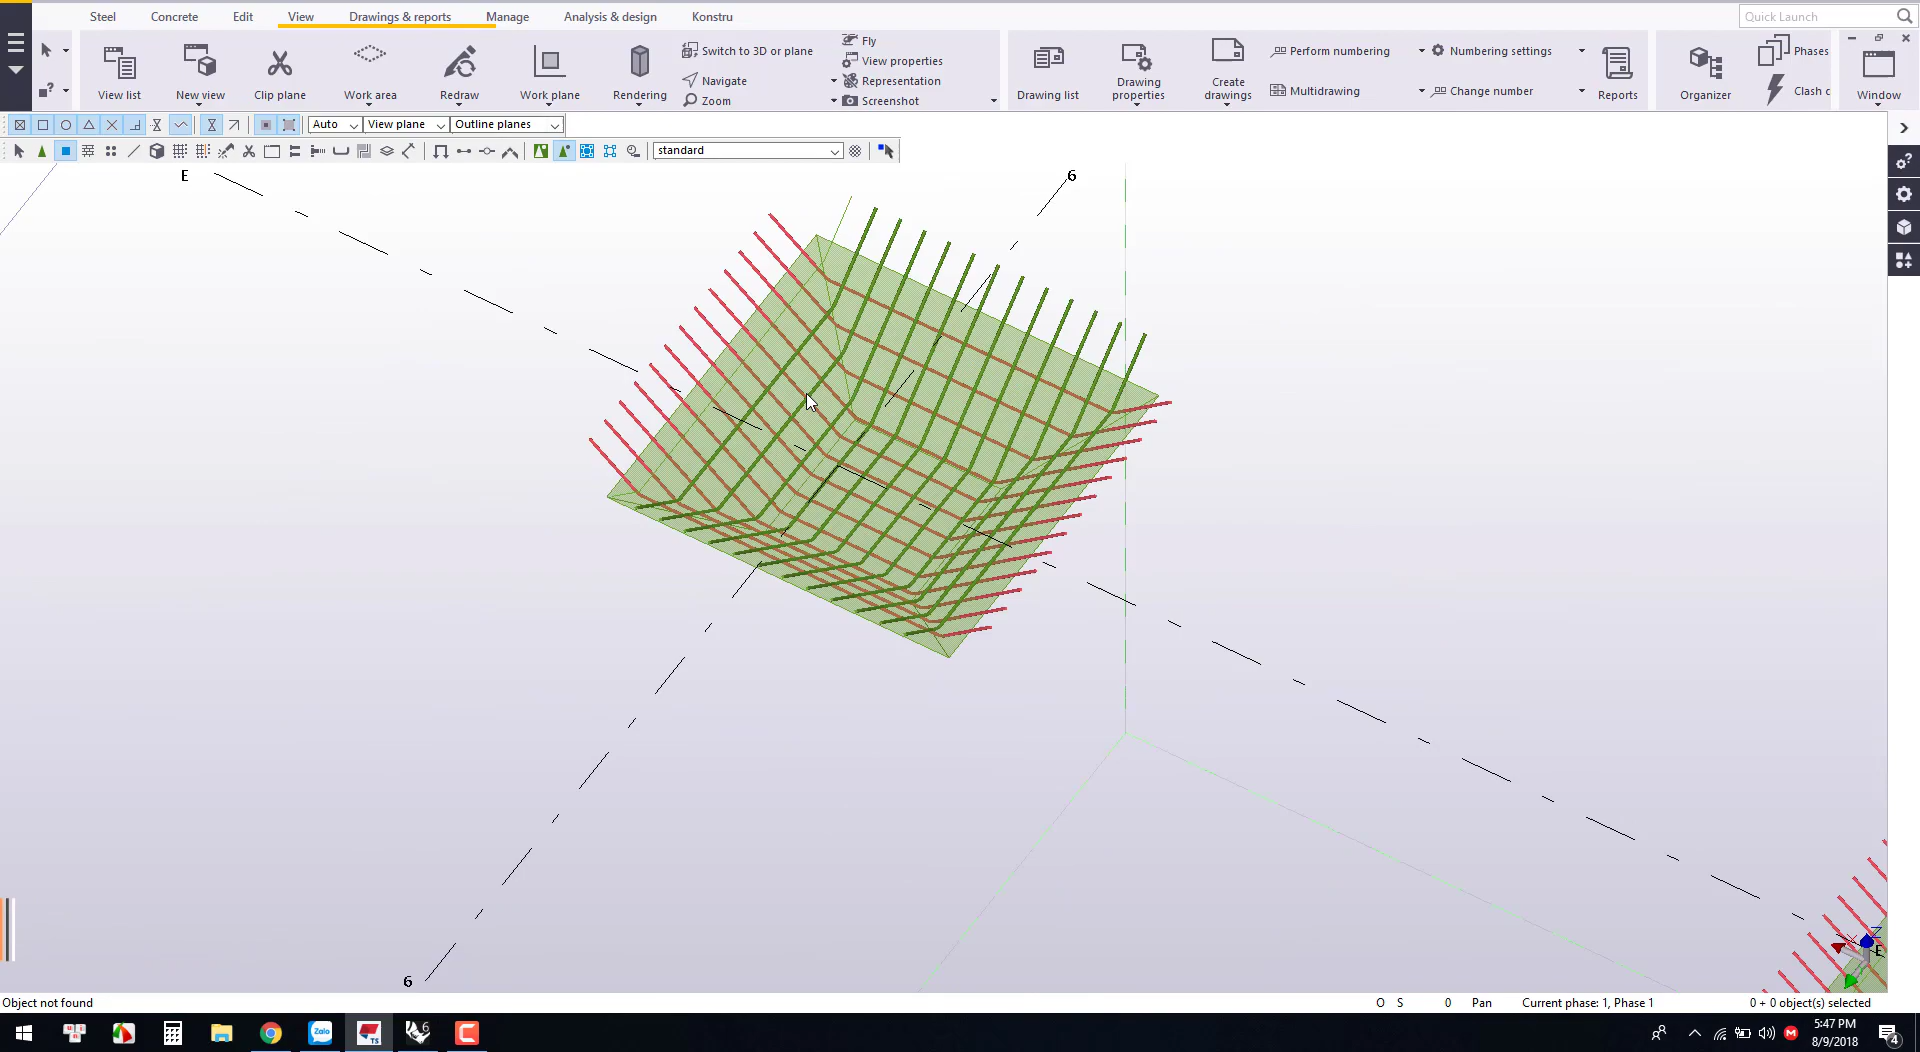 Steel Concrete Edit View Drawings & reports Manage Analysis & design Konstru Quick Launch
View list
New view
Clip plane
Work area
Redraw
Work plane
Rendering
Switch to 3D or plane
Navigate
Zoom
Fly
View properties
Representation
Screenshot
Drawing list
Drawing
properties
Create
drawings
Perform numbering
Multidrawing
Numbering settings
Change number
Reports
Organizer
Phases
Clash c
Window
Auto View plane Outline planes
standard
E
6
6
E
Z
Object not found O S 0 Pan Current phase: 1, Phase 1 0 + 0 object(s) selected
Zalo
TS
6
5:47 PM
8/9/2018
4